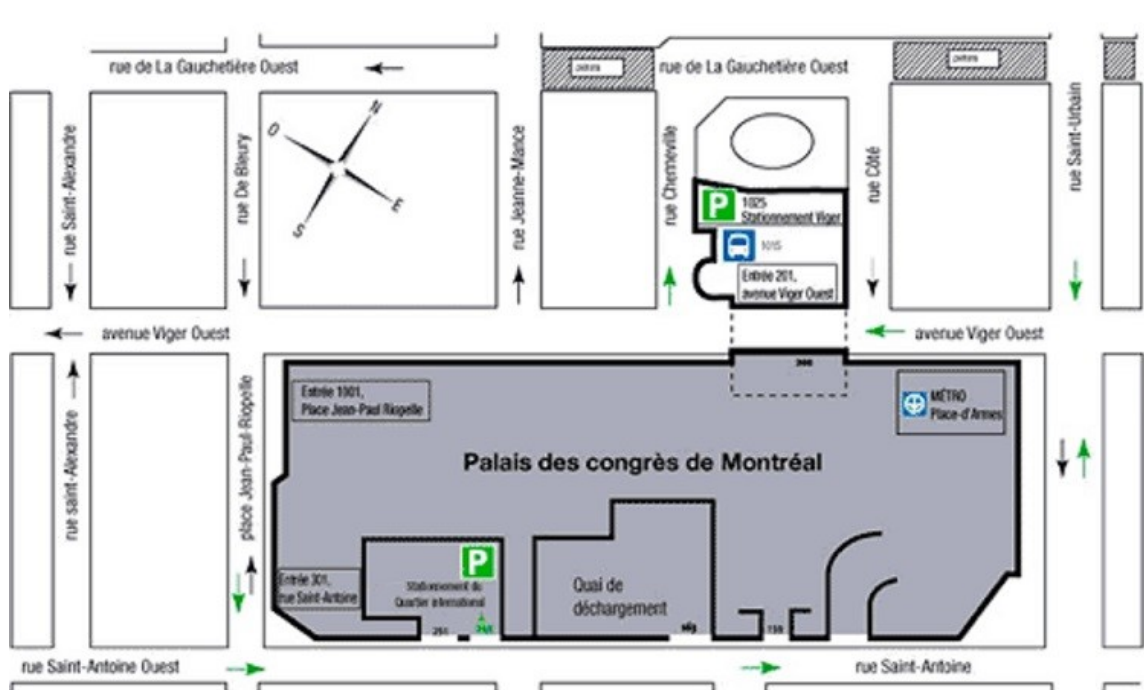 rue de La Gauchetière Ouest
piétons
rue de La Gauchetière Ouest
piétons
rue Saint-Alexandre
rue De Bleury
N
O
E
S
rue Jeanne-Mance
rue Chenneville
rue Côté
rue Saint-Urbain
P
1025
Stationnement Viger
1015
Entrée 201,
avenue Viger Ouest
avenue Viger Ouest
avenue Viger Ouest
rue saint-Alexandre
place Jean-Paul-Riopelle
Entrée 1001,
Place Jean-Paul Riopelle
MÉTRO
Place-d'Armes
Palais des congrès de Montréal
P
Stationnement du
Quartier international
Entrée 301,
rue Saint-Antoine
Quai de
déchargement
251
159
rue Saint-Antoine Ouest
rue Saint-Antoine